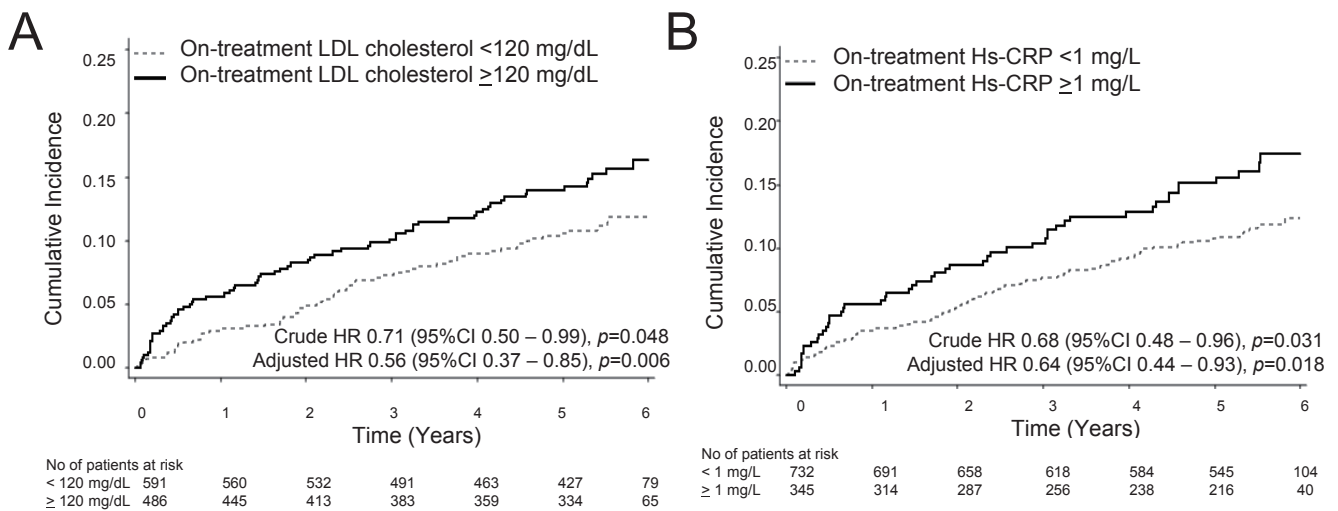 A
On-treatment LDL cholesterol <120 mg/dL
On-treatment LDL cholesterol ≥120 mg/dL
Cumulative Incidence
0.25
0.20
0.15
0.10
0.05
0.00
Crude HR 0.71 (95%CI 0.50 – 0.99), p=0.048
Adjusted HR 0.56 (95%CI 0.37 – 0.85), p=0.006
0 1 2 3 4 5 6
Time (Years)
No of patients at risk
< 120 mg/dL 591 560 532 491 463 427 79
≥ 120 mg/dL 486 445 413 383 359 334 65
B
On-treatment Hs-CRP <1 mg/L
On-treatment Hs-CRP ≥1 mg/L
Cumulative Incidence
0.25
0.20
0.15
0.10
0.05
0.00
Crude HR 0.68 (95%CI 0.48 – 0.96), p=0.031
Adjusted HR 0.64 (95%CI 0.44 – 0.93), p=0.018
0 1 2 3 4 5 6
Time (Years)
No of patients at risk
< 1 mg/L 732 691 658 618 584 545 104
≥ 1 mg/L 345 314 287 256 238 216 40